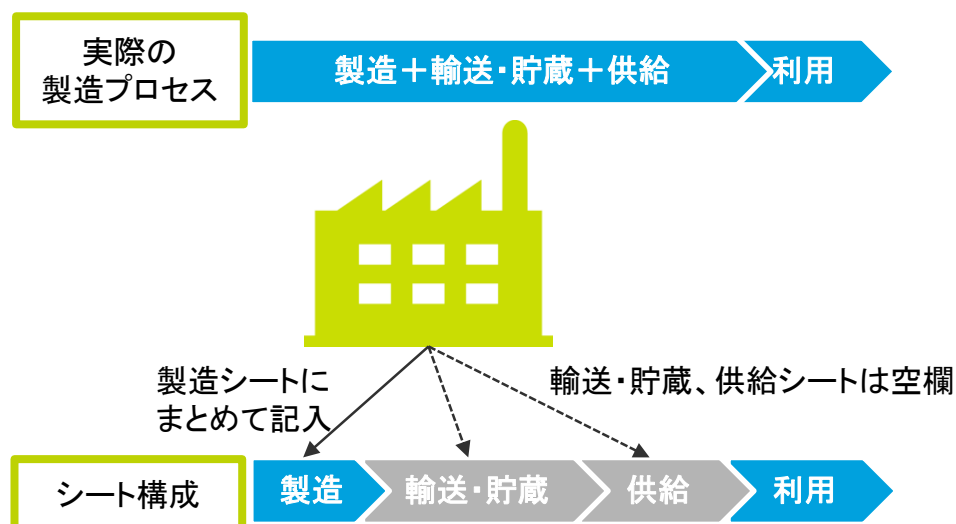 実際の
製造プロセス
製造＋輸送・貯蔵＋供給
利用
製造シートに
まとめて記入
輸送・貯蔵、供給シートは空欄
シート構成
製造
輸送・貯蔵
供給
利用